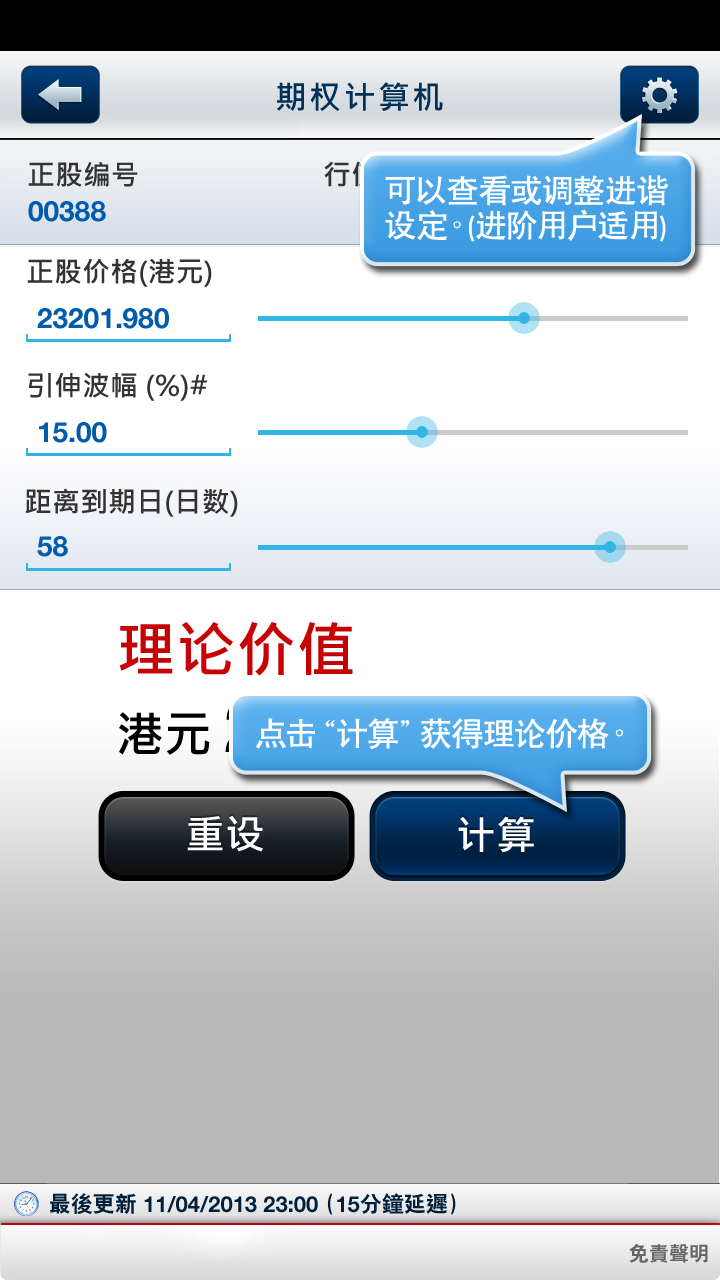 期权计算机
正股编号
00388
行
可以查看或调整进谐
设定。(进阶用户适用)
正股价格(港元)
23201.980
引伸波幅 (%)#
15.00
距离到期日(日数)
58
理论价值
港元
点击 “计算” 获得理论价格。
重设
计算
最後更新 11/04/2013 23:00 (15分鐘延遲)
免責聲明